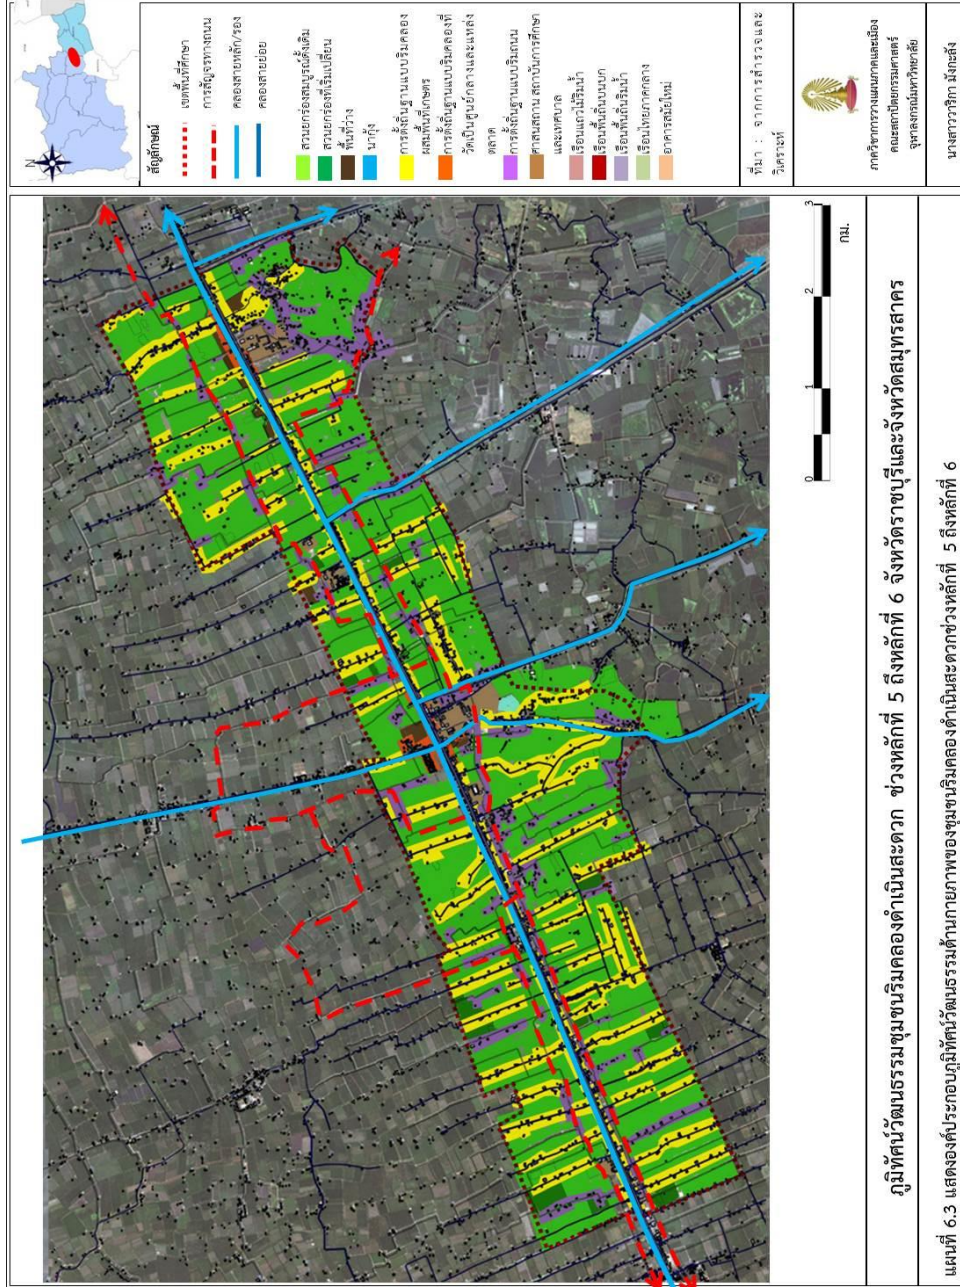 สัญลักษณ์
เขตพื้นที่ศึกษา
การสัญจรทางถนน
คลองสายหลัก/รอง
คลองสายย่อย
สวนยกร่องสมบูรณ์ดั้งเดิม
สวนยกร่องที่เริ่มเปลี่ยน
พื้นที่ว่าง
นากุ้ง
การตั้งถิ่นฐานแบบริมคลอง
ผสมพื้นที่เกษตร
การตั้งถิ่นฐานแบบริมคลองที่
วัดเป็นศูนย์กลางและแหล่ง
ตลาด
การตั้งถิ่นฐานแบบริมถนน
ศาสนสถาน สถาบันการศึกษา
และเทศบาล
เรือนแถวไม้ริมน้ำ
เรือนพื้นถิ่นบนบก
เรือนพื้นถิ่นริมน้ำ
เรือนไทยภาคกลาง
อาคารสมัยใหม่
ที่มา : จากการสำรวจและ
วิเคราะห์
ภาควิชาการวางแผนภาคและเมือง
คณะสถาปัตยกรรมศาสตร์
จุฬาลงกรณ์มหาวิทยาลัย
นางสาววริกา มังกะลัง
0 1 2 3
กม.
ภูมิทัศน์วัฒนธรรมชุมชนริมคลองดำเนินสะดวก ช่วงหลักที่ 5 ถึงหลักที่ 6 จังหวัดราชบุรีและจังหวัดสมุทรสาคร
แผนที่ 6.3 แสดงองค์ประกอบภูมิทัศน์วัฒนธรรมด้านกายภาพของชุมชนริมคลองดำเนินสะดวกช่วงหลักที่ 5 ถึงหลักที่ 6